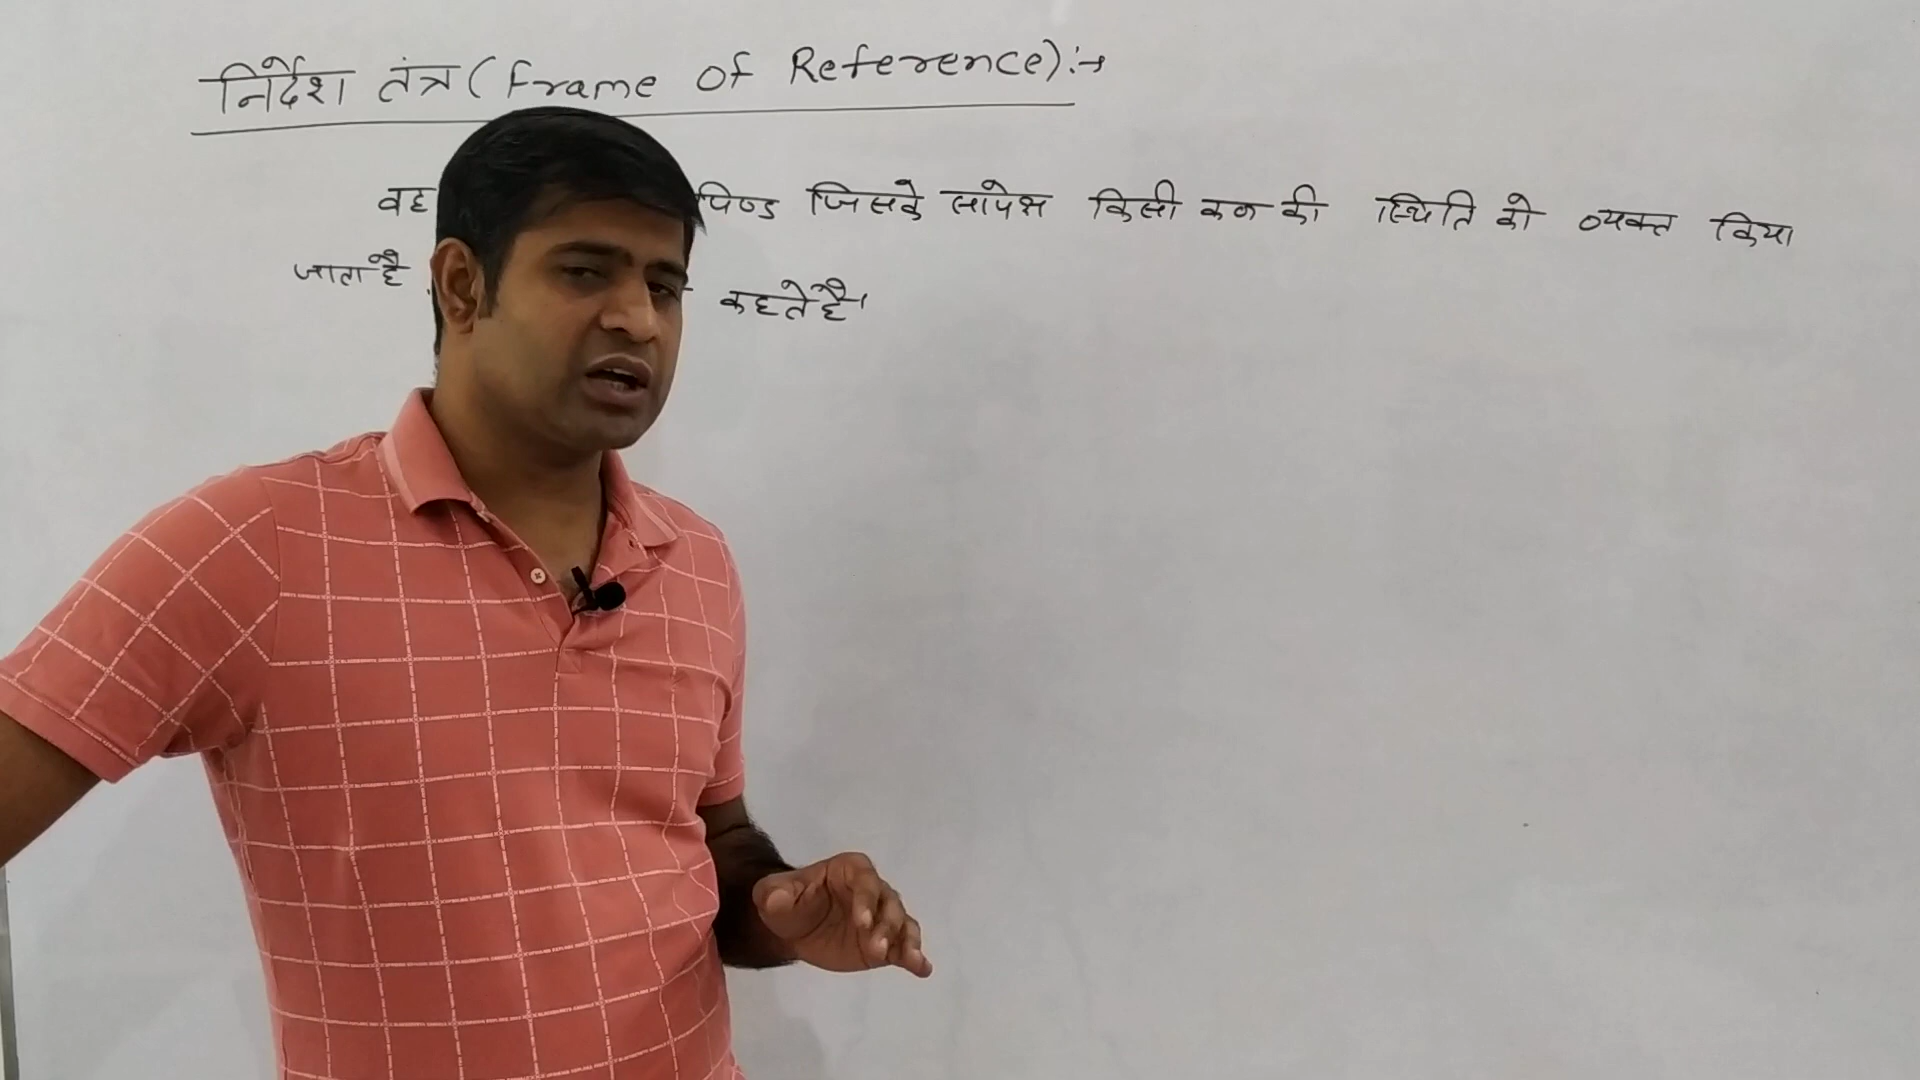 निर्देश तंत्र (Frame of Reference):→
वह पिण्ड जिसके सापेक्ष किसी कण की स्थिति को व्यक्त किया
जाता है कहते है।